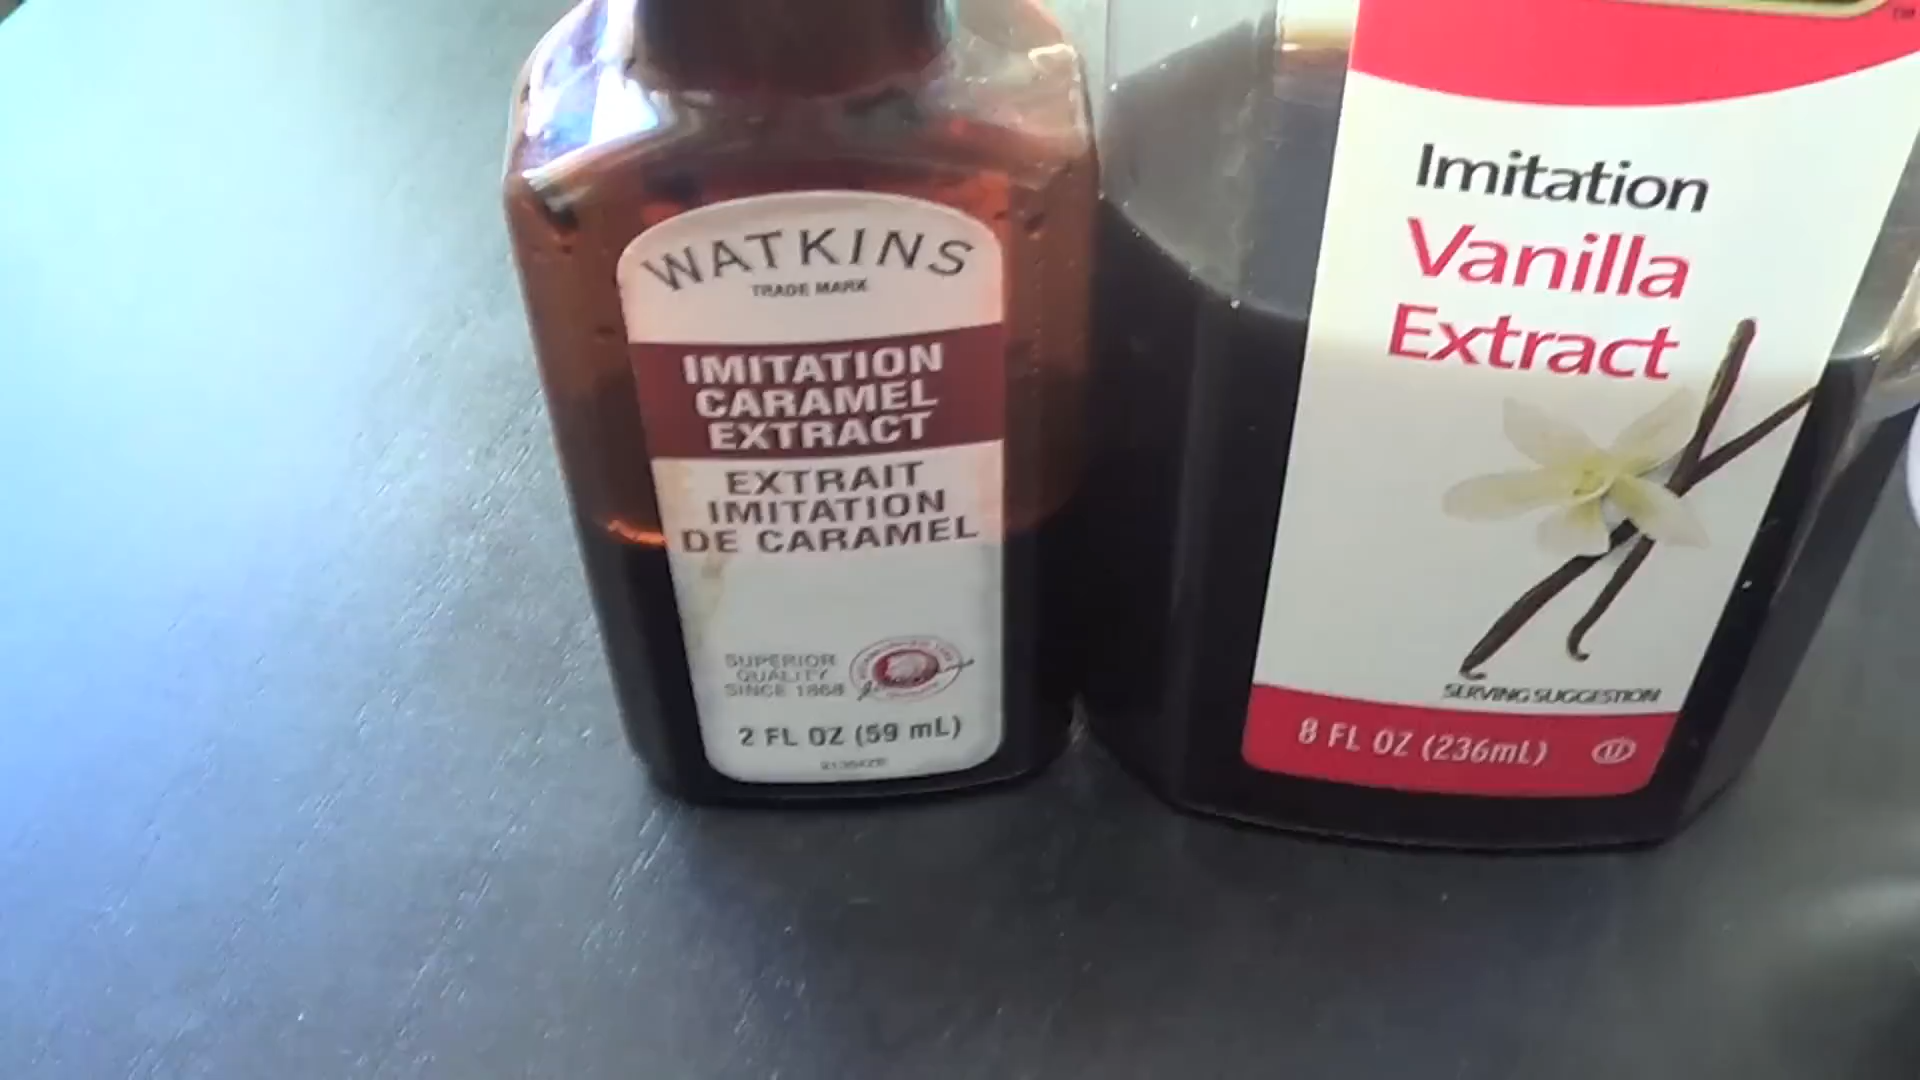 WATKINS
TRADE MARK
IMITATION
CARAMEL
EXTRACT
EXTRAIT
IMITATION
DE CARAMEL
SUPERIOR
QUALITY
SINCE 1868
2 FL OZ (59 mL)
TM
Imitation
Vanilla
Extract
SERVING SUGGESTION
8 FL OZ (236mL)